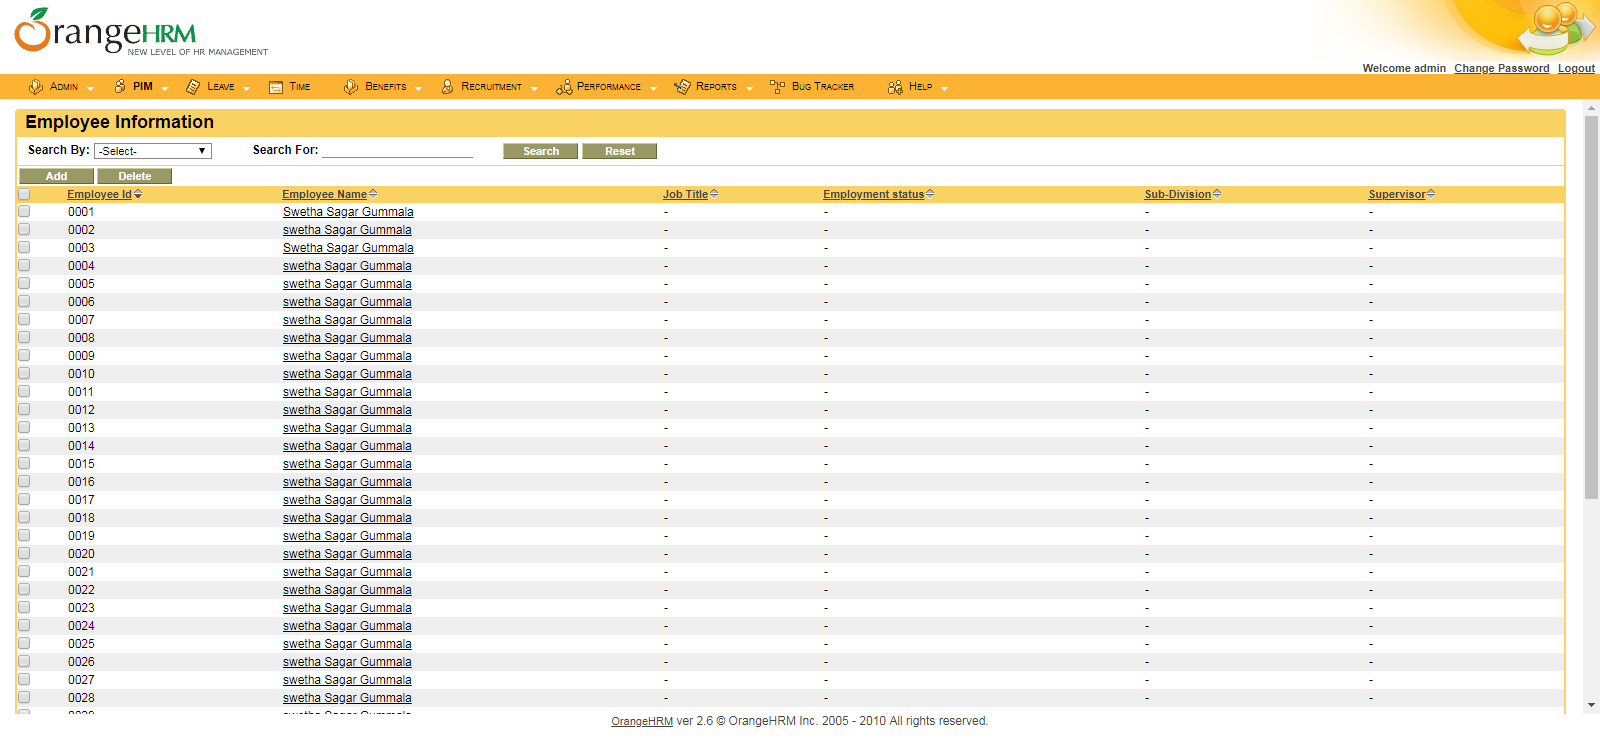 OrangeHRM
NEW LEVEL OF HR MANAGEMENT
Welcome admin Change Password Logout
Admin PIM Leave Time Benefits Recruitment Performance Reports Bug Tracker Help
Employee Information
Search By: -Select- Search For: Search Reset
Add Delete
Employee Id Employee Name Job Title Employment status Sub-Division Supervisor
0001 Swetha Sagar Gummala - - - -
0002 swetha Sagar Gummala - - - -
0003 Swetha Sagar Gummala - - - -
0004 swetha Sagar Gummala - - - -
0005 swetha Sagar Gummala - - - -
0006 swetha Sagar Gummala - - - -
0007 swetha Sagar Gummala - - - -
0008 swetha Sagar Gummala - - - -
0009 swetha Sagar Gummala - - - -
0010 swetha Sagar Gummala - - - -
0011 swetha Sagar Gummala - - - -
0012 swetha Sagar Gummala - - - -
0013 swetha Sagar Gummala - - - -
0014 swetha Sagar Gummala - - - -
0015 swetha Sagar Gummala - - - -
0016 swetha Sagar Gummala - - - -
0017 swetha Sagar Gummala - - - -
0018 swetha Sagar Gummala - - - -
0019 swetha Sagar Gummala - - - -
0020 swetha Sagar Gummala - - - -
0021 swetha Sagar Gummala - - - -
0022 swetha Sagar Gummala - - - -
0023 swetha Sagar Gummala - - - -
0024 swetha Sagar Gummala - - - -
0025 swetha Sagar Gummala - - - -
0026 swetha Sagar Gummala - - - -
0027 swetha Sagar Gummala - - - -
0028 swetha Sagar Gummala - - - -
OrangeHRM ver 2.6 © OrangeHRM Inc. 2005 - 2010 All rights reserved.